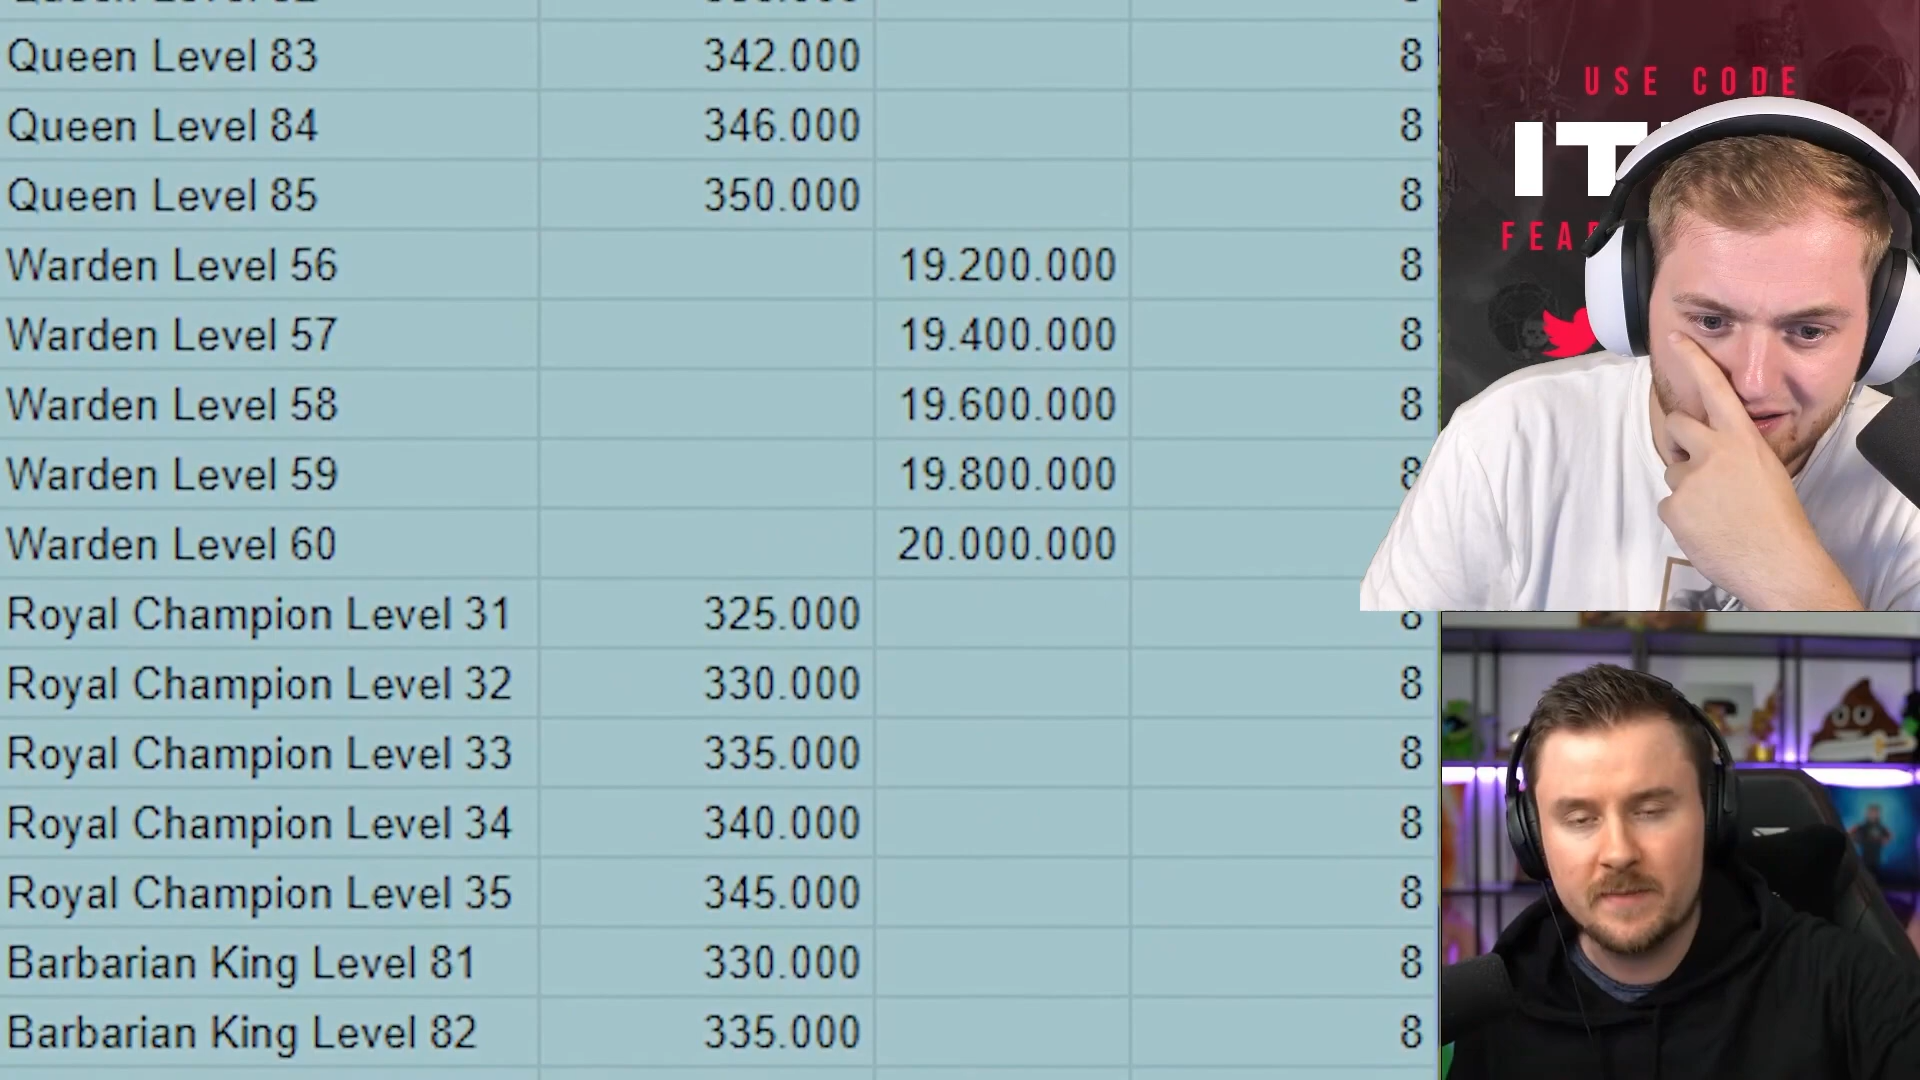 Queen Level 83 342.000 8
Queen Level 84 346.000 8
Queen Level 85 350.000 8
Warden Level 56 19.200.000 8
Warden Level 57 19.400.000 8
Warden Level 58 19.600.000 8
Warden Level 59 19.800.000 8
Warden Level 60 20.000.000
Royal Champion Level 31 325.000 8
Royal Champion Level 32 330.000 8
Royal Champion Level 33 335.000 8
Royal Champion Level 34 340.000 8
Royal Champion Level 35 345.000 8
Barbarian King Level 81 330.000 8
Barbarian King Level 82 335.000 8
USE CODE